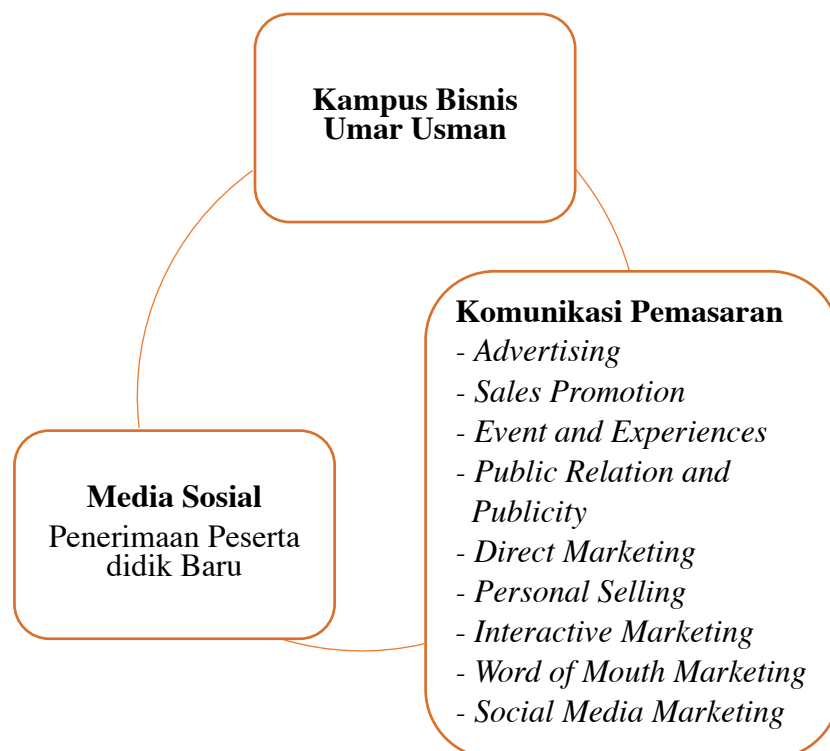 Kampus Bisnis
Umar Usman
Komunikasi Pemasaran
- Advertising
- Sales Promotion
- Event and Experiences
- Public Relation and
Publicity
- Direct Marketing
- Personal Selling
- Interactive Marketing
- Word of Mouth Marketing
- Social Media Marketing
Media Sosial
Penerimaan Peserta
didik Baru